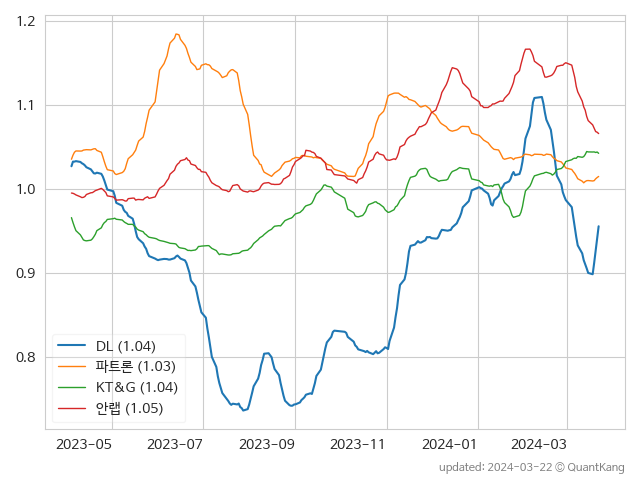 1.2
1.1
1.0
0.9
0.8
DL (1.04)
파트론 (1.03)
KT&G (1.04)
안랩 (1.05)
2023-05 2023-07 2023-09 2023-11 2024-01 2024-03
updated: 2024-03-22 © QuantKang